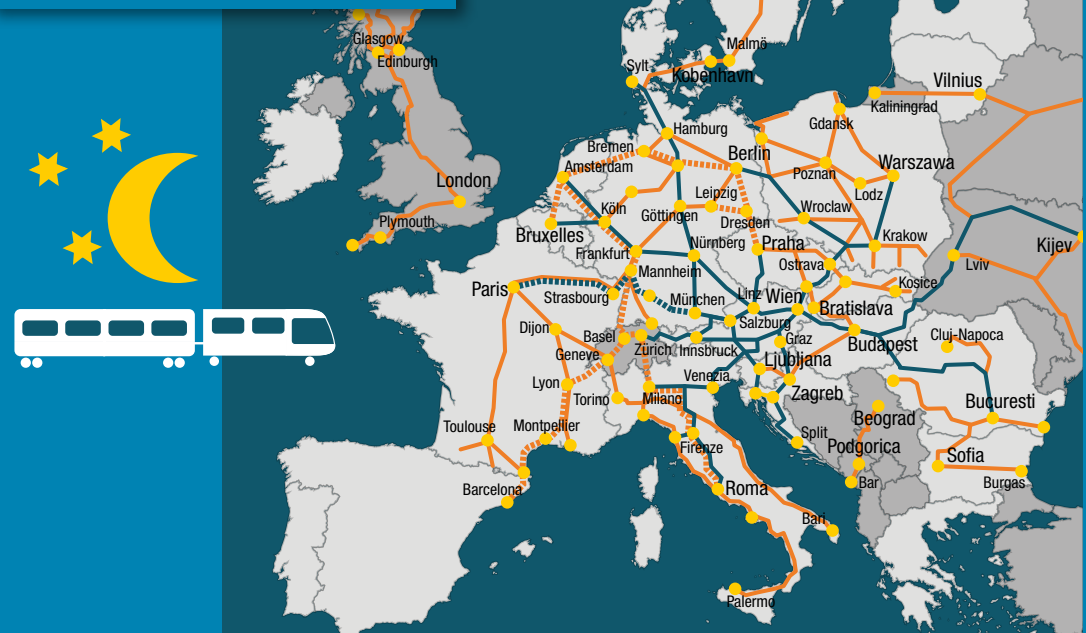 Glasgow
Edinburgh
Malmö
Sylt
Kobenhavn
Vilnius
Kaliningrad
Gdansk
Hamburg
Bremen
Amsterdam
Berlin
Poznan
Warszawa
London
Leipzig
Lodz
Plymouth
Köln
Göttingen
Dresden
Wroclaw
Bruxelles
Frankfurt
Nürnberg
Praha
Krakow
Kijev
Mannheim
Ostrava
Lviv
Paris
Strasbourg
München
Linz
Wien
Kosice
Bratislava
Dijon
Basel
Zürich
Salzburg
Innsbruck
Graz
Budapest
Cluj-Napoca
Geneve
Ljubljana
Lyon
Venezia
Torino
Milano
Zagreb
Bucuresti
Beograd
Toulouse
Montpellier
Firenze
Split
Podgorica
Sofia
Barcelona
Roma
Bar
Burgas
Bari
Palermo